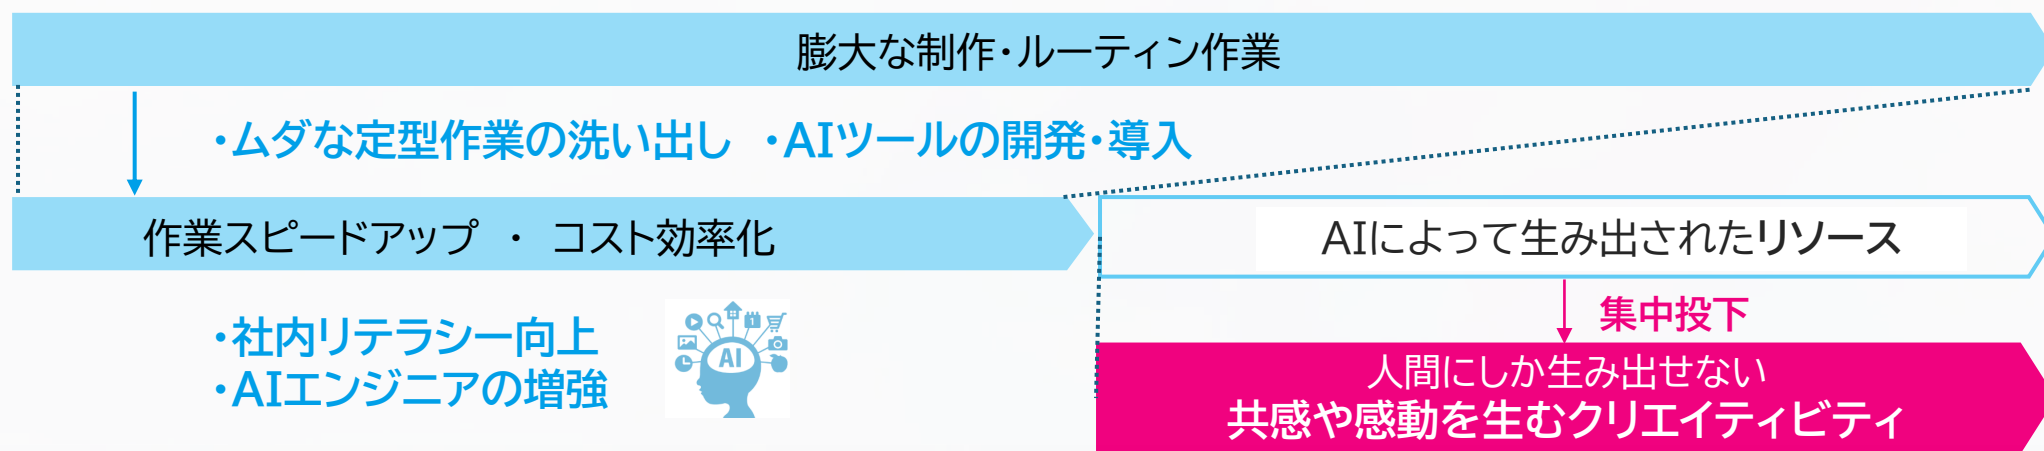 膨大な制作・ルーティン作業
・ムダな定型作業の洗い出し ・AIツールの開発・導入
作業スピードアップ ・ コスト効率化
AIによって生み出されたリソース
集中投下
・社内リテラシー向上
・AIエンジニアの増強
1
AI
人間にしか生み出せない
共感や感動を生むクリエイティビティ